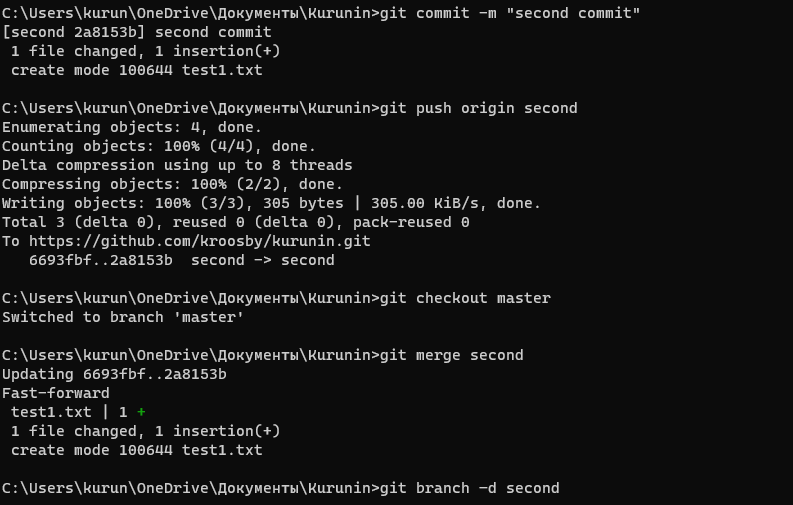 C:\Users\kurun\OneDrive\Документы\Kurunin>git commit -m "second commit"
[second 2a8153b] second commit
 1 file changed, 1 insertion(+)
 create mode 100644 test1.txt
C:\Users\kurun\OneDrive\Документы\Kurunin>git push origin second
Enumerating objects: 4, done.
Counting objects: 100% (4/4), done.
Delta compression using up to 8 threads
Compressing objects: 100% (2/2), done.
Writing objects: 100% (3/3), 305 bytes | 305.00 KiB/s, done.
Total 3 (delta 0), reused 0 (delta 0), pack-reused 0
To https://github.com/kroosby/kurunin.git
   6693fbf..2a8153b  second -> second
C:\Users\kurun\OneDrive\Документы\Kurunin>git checkout master
Switched to branch 'master'
C:\Users\kurun\OneDrive\Документы\Kurunin>git merge second
Updating 6693fbf..2a8153b
Fast-forward
 test1.txt | 1 +
 1 file changed, 1 insertion(+)
 create mode 100644 test1.txt
C:\Users\kurun\OneDrive\Документы\Kurunin>git branch -d second